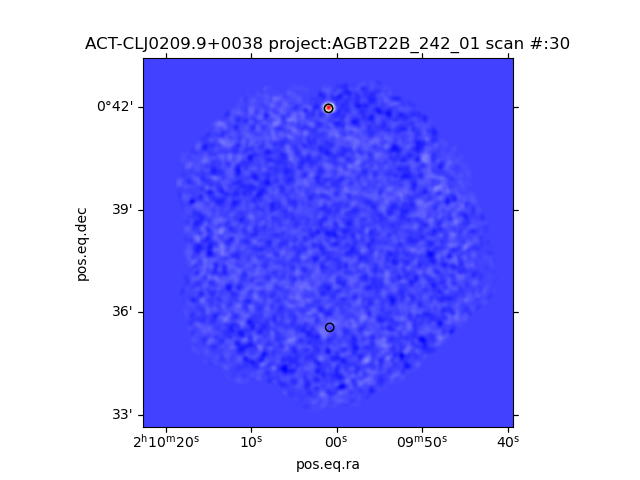 ACT-CLJ0209.9+0038 project:AGBT22B_242_01 scan #:30
0°42'
39'
36'
33'
2ʰ10ᵐ20ˢ 10ˢ 00ˢ 09ᵐ50ˢ 40ˢ
pos.eq.ra
pos.eq.dec